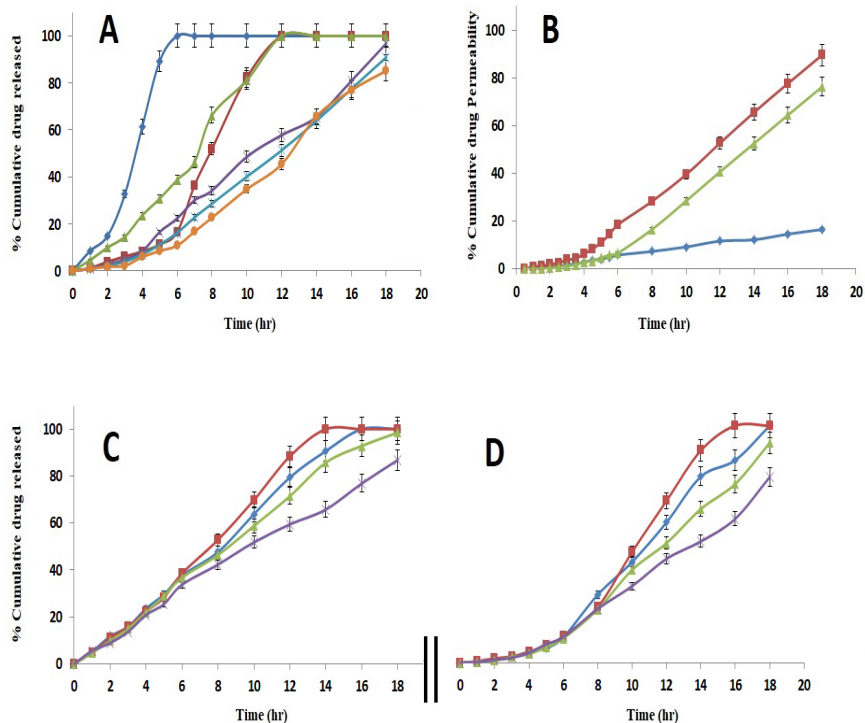 A
% Cumulative drug released
100
80
60
40
20
0
0 2 4 6 8 10 12 14 16 18 20
Time (hr)
B
% Cumulative drug Permeability
100
80
60
40
20
0
0 2 4 6 8 10 12 14 16 18 20
Time (hr)
C
% Cumulative drug released
100
80
60
40
20
0
0 2 4 6 8 10 12 14 16 18
Time (hr)
D
0 2 4 6 8 10 12 14 16 18 20
Time (hr)